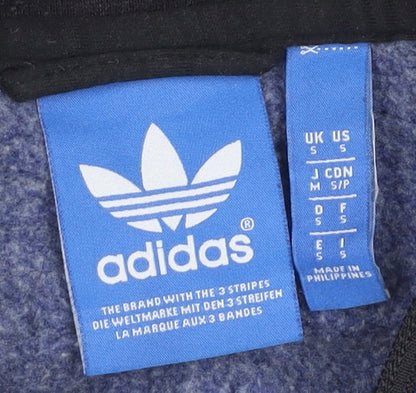 adidas®
THE BRAND WITH THE 3 STRIPES
DIE WELTMARKE MIT DEN 3 STREIFEN
LA MARQUE AUX 3 BANDES
UK US
S S
J CDN
M S/P
D F
S S
E I
S S
MADE IN
PHILIPPINES